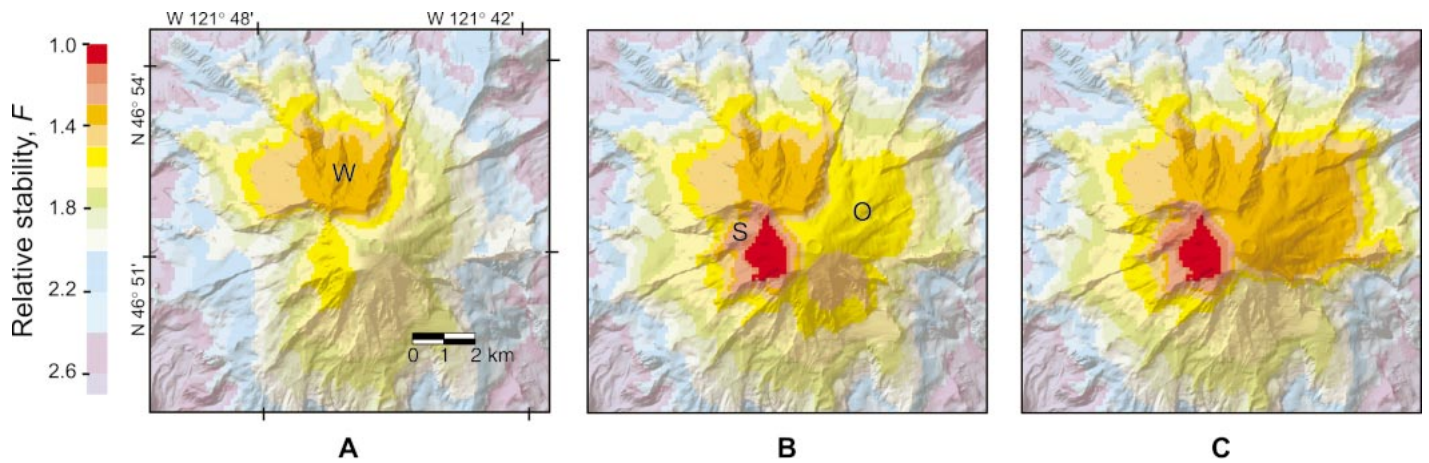 W 121° 48'
W 121° 42'
Relative stability, F
1.0
1.4
1.8
2.2
2.6
N 46° 54'
N 46° 51'
W
0 1 2 km
S
O
A
B
C